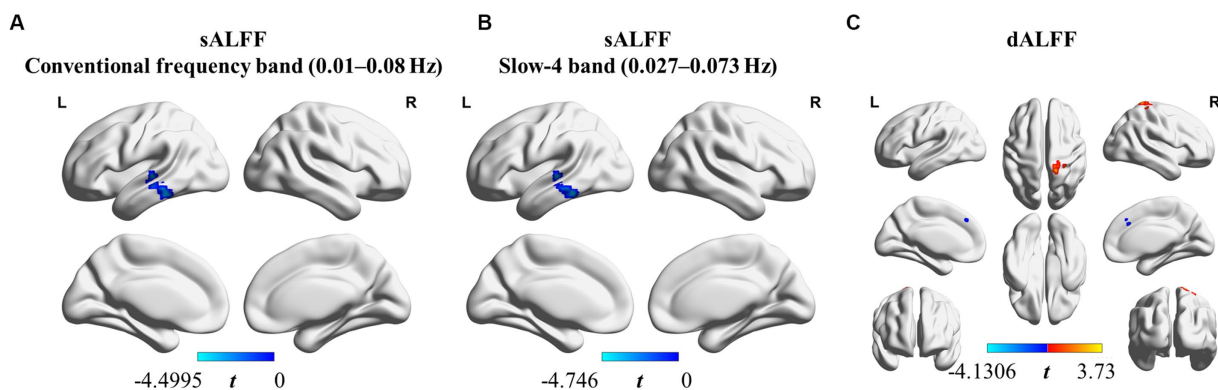 A
sALFF
Conventional frequency band (0.01–0.08 Hz)
L
R
-4.4995 t 0
B
sALFF
Slow-4 band (0.027–0.073 Hz)
L
R
-4.746 t 0
C
dALFF
L
R
-4.1306 t 3.73